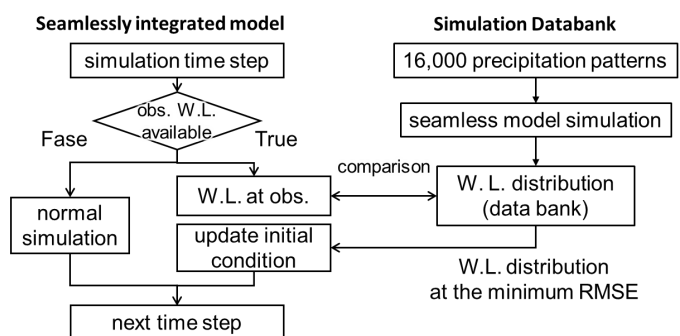 Seamlessly integrated model
simulation time step
obs. W.L.
available
Fase
True
normal
simulation
W.L. at obs.
update initial
condition
next time step
Simulation Databank
16,000 precipitation patterns
seamless model simulation
comparison
W. L. distribution
(data bank)
W.L. distribution
at the minimum RMSE